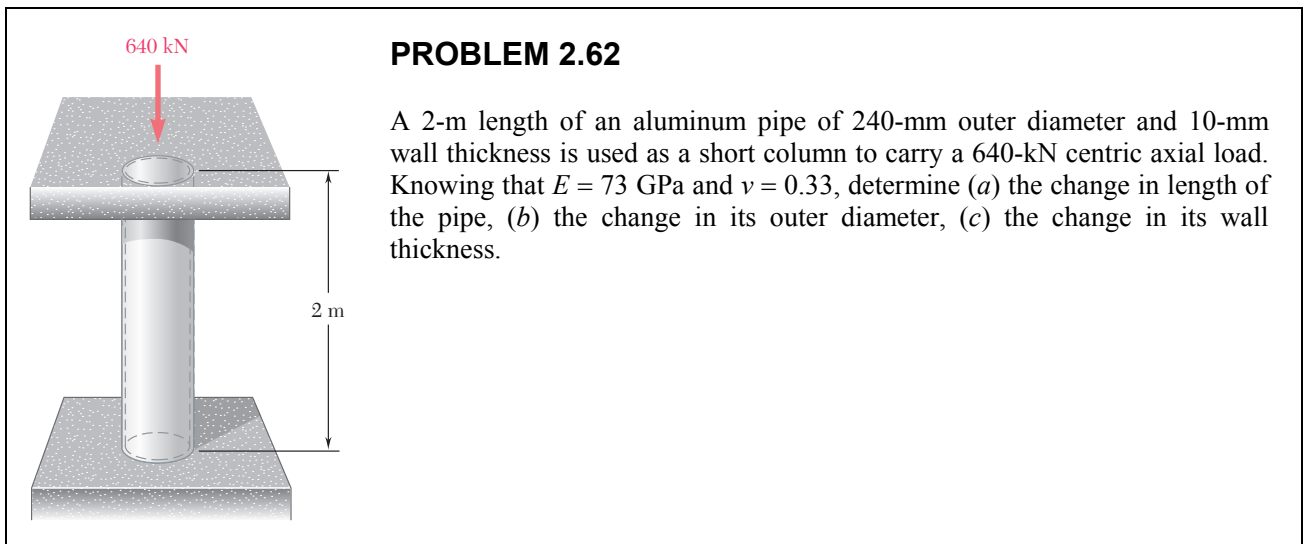 640 kN
PROBLEM 2.62
A 2-m length of an aluminum pipe of 240-mm outer diameter and 10-mm
wall thickness is used as a short column to carry a 640-kN centric axial load.
Knowing that E = 73 GPa and v = 0.33, determine (a) the change in length of
the pipe, (b) the change in its outer diameter, (c) the change in its wall
thickness.
2 m